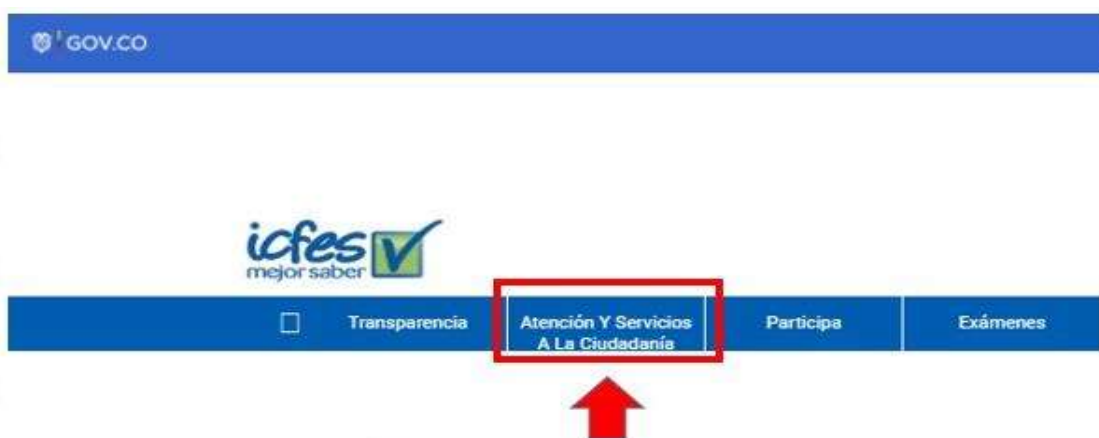 GOV.CO
icfes
mejor saber
Transparencia
Atención Y Servicios
A La Ciudadanía
Participa
Exámenes